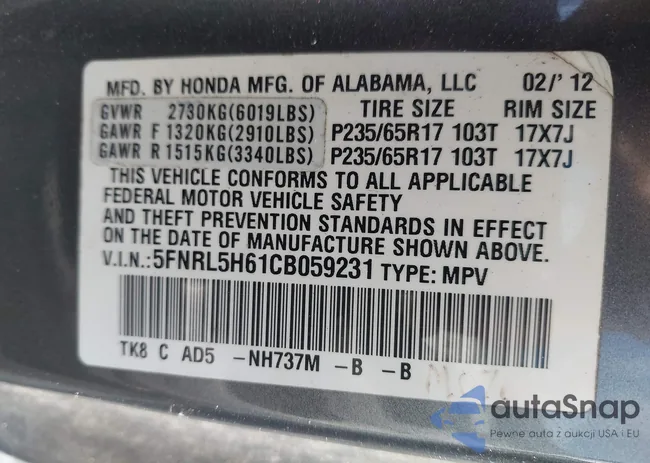 MFD. BY HONDA MFG. OF ALABAMA, LLC 02/' 12
GVWR 2730KG(6019LBS) TIRE SIZE RIM SIZE
GAWR F 1320KG(2910LBS) P235/65R17 103T 17X7J
GAWR R 1515KG(3340LBS) P235/65R17 103T 17X7J
THIS VEHICLE CONFORMS TO ALL APPLICABLE
FEDERAL MOTOR VEHICLE SAFETY
AND THEFT PREVENTION STANDARDS IN EFFECT
ON THE DATE OF MANUFACTURE SHOWN ABOVE.
V.I.N.:5FNRL5H61CB059231 TYPE: MPV
TK8 C AD5 -NH737M -B -B
autaSnap
Pewne auta z aukcji USA i EU